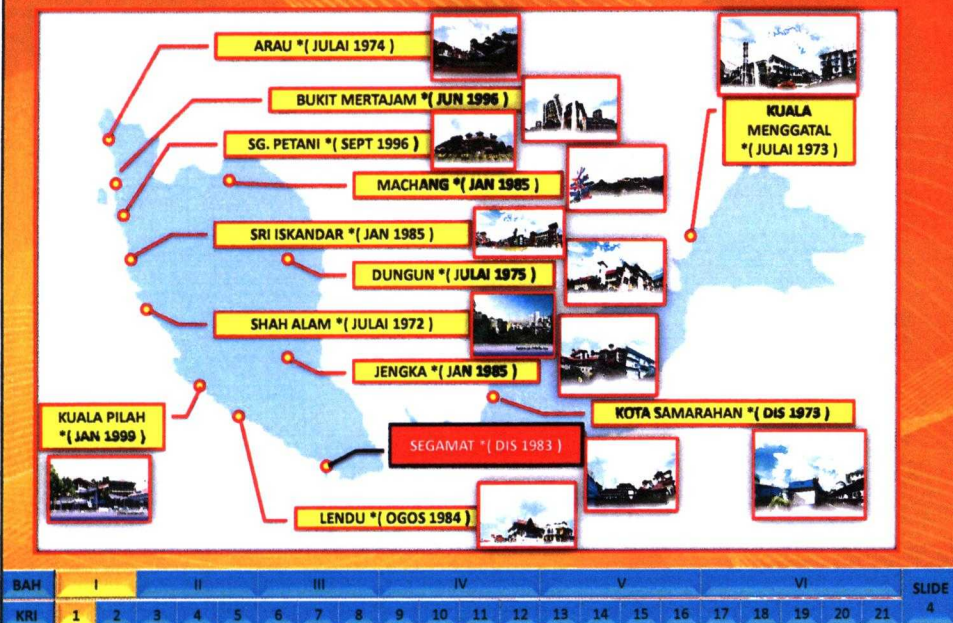 ARAU *( JULAI 1974 )
BUKIT MERTAJAM *( JUN 1996 )
SG. PETANI *( SEPT 1996 )
MACHANG *( JAN 1985 )
SRI ISKANDAR *( JAN 1985 )
DUNGUN *( JULAI 1975 )
SHAH ALAM *( JULAI 1972 )
JENGKA *( JAN 1985 )
KUALA
MENGGATAL
*( JULAI 1973 )
KOTA SAMARAHAN *( DIS 1973 )
KUALA PILAH
*( JAN 1999 )
SEGAMAT *( DIS 1983 )
LENDU *( OGOS 1984 )
BAH I II III IV V VI SLIDE
KRI 1 2 3 4 5 6 7 8 9 10 11 12 13 14 15 16 17 18 19 20 21 4